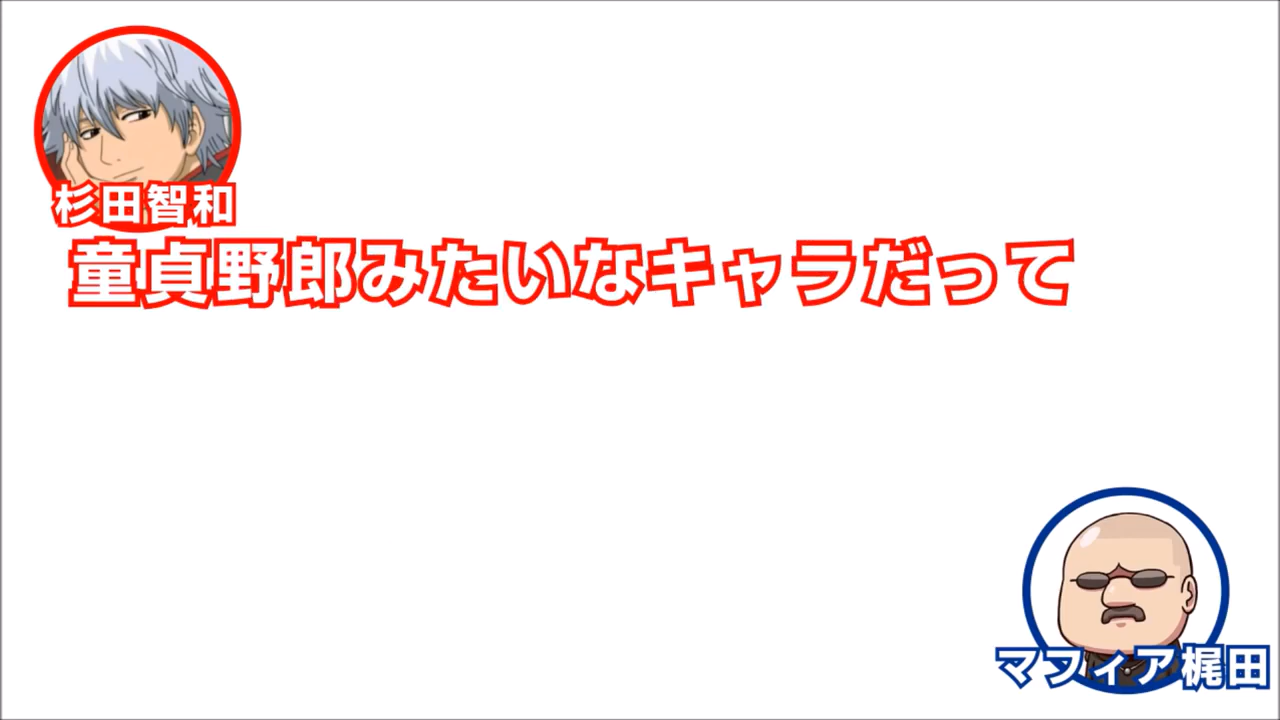 杉田智和
童貞野郎みたいなキャラだって
マフィア梶田